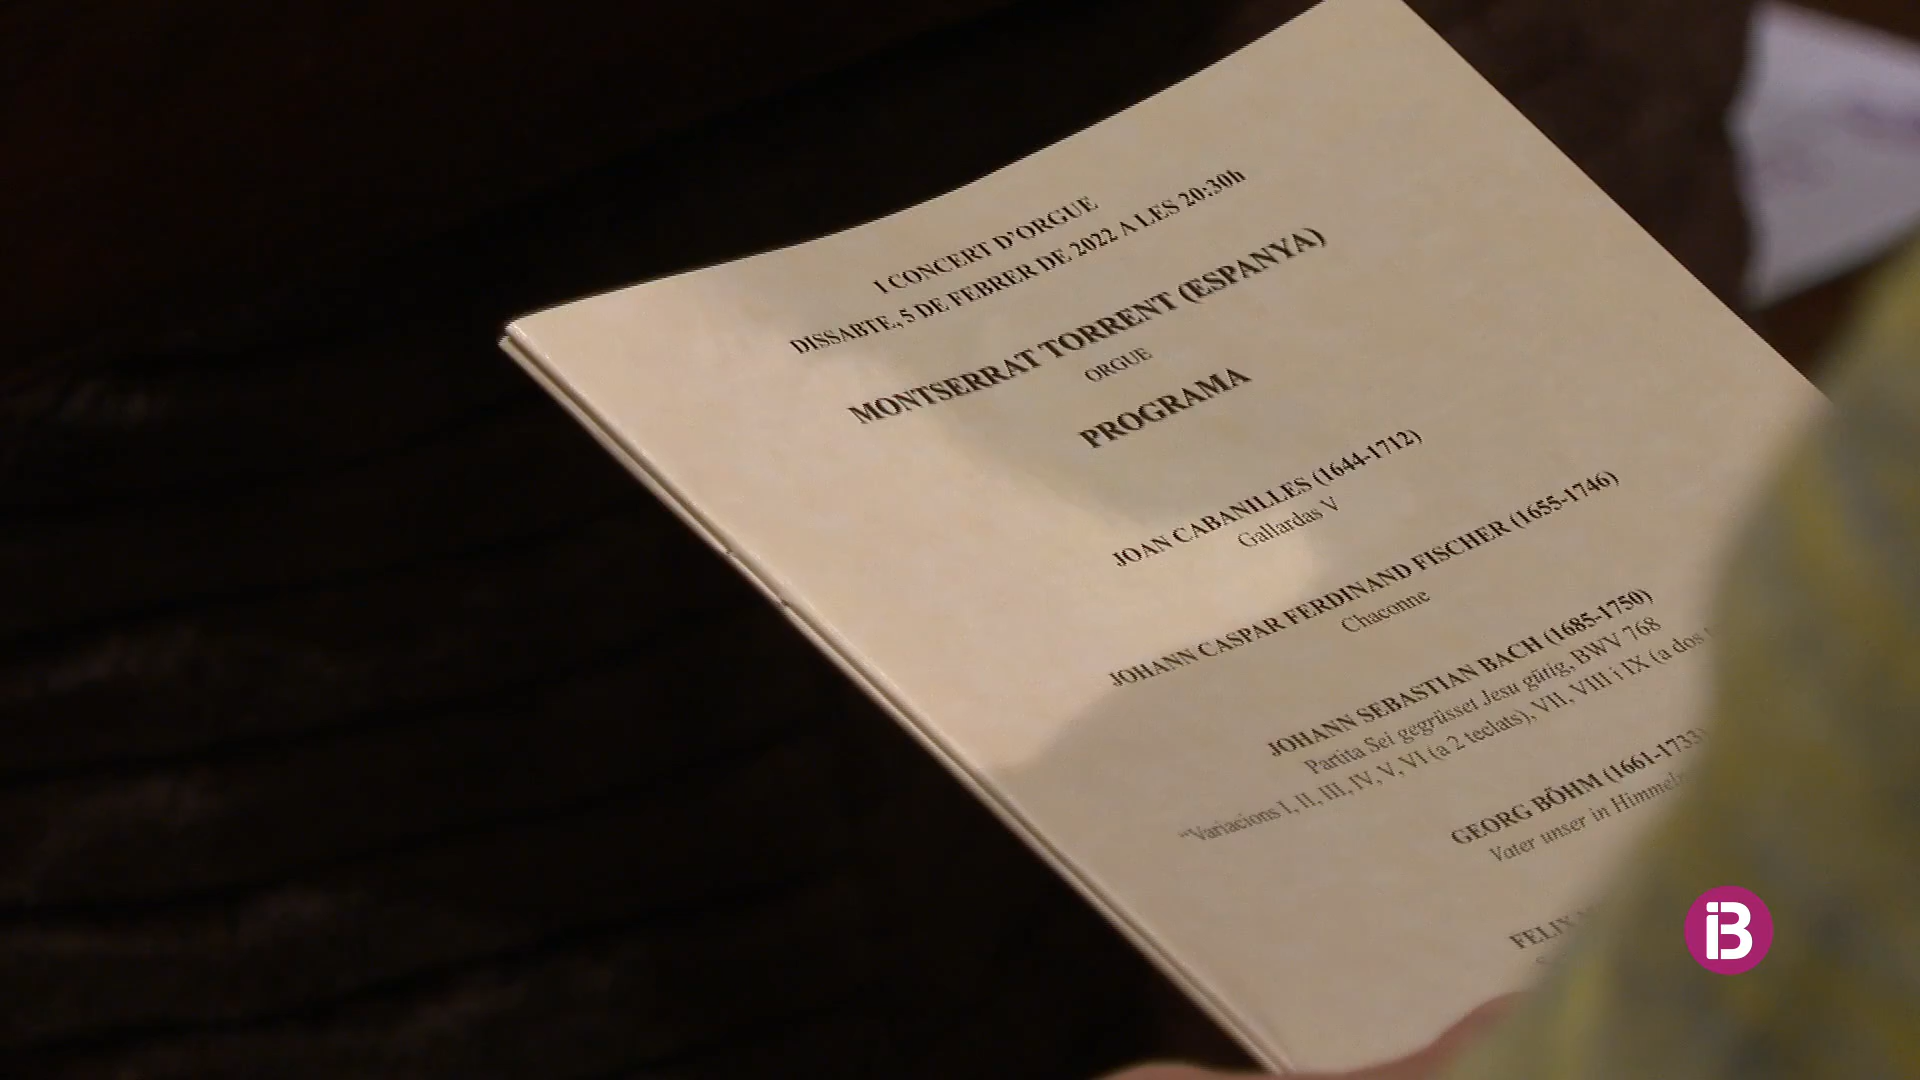 I CONCERT D'ORGUE
DISSABTE, 5 DE FEBRER DE 2022 A LES 20:30h
MONTSERRAT TORRENT (ESPANYA)
ORGUE
PROGRAMA
JOAN CABANILLES (1644-1712)
Gallardas V
JOHANN CASPAR FERDINAND FISCHER (1655-1746)
Chaconne
JOHANN SEBASTIAN BACH (1685-1750)
Partita Sei gegrüsset Jesu gütig, BWV 768
“Variacions I, II, III, IV, V, VI (a 2 teclats), VII, VIII i IX (a dos
GEORG BÖHM (1661-1733)
Vater unser in
FELIX
IB